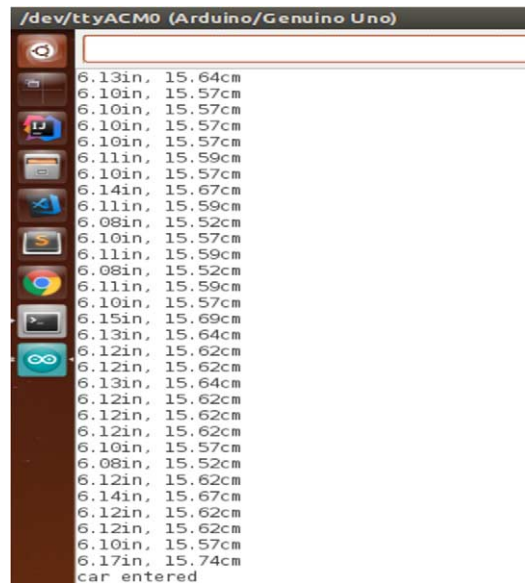 /dev/ttyACM0 (Arduino/Genuino Uno)
6.13in, 15.64cm
6.10in, 15.57cm
6.10in, 15.57cm
6.10in, 15.57cm
6.10in, 15.57cm
6.11in, 15.59cm
6.10in, 15.57cm
6.14in, 15.67cm
6.11in, 15.59cm
6.08in, 15.52cm
6.10in, 15.57cm
6.11in, 15.59cm
6.08in, 15.52cm
6.11in, 15.59cm
6.10in, 15.57cm
6.15in, 15.69cm
6.13in, 15.64cm
6.12in, 15.62cm
6.12in, 15.62cm
6.13in, 15.64cm
6.12in, 15.62cm
6.12in, 15.62cm
6.12in, 15.62cm
6.10in, 15.57cm
6.08in, 15.52cm
6.12in, 15.62cm
6.14in, 15.67cm
6.12in, 15.62cm
6.12in, 15.62cm
6.10in, 15.57cm
6.17in, 15.74cm
car entered